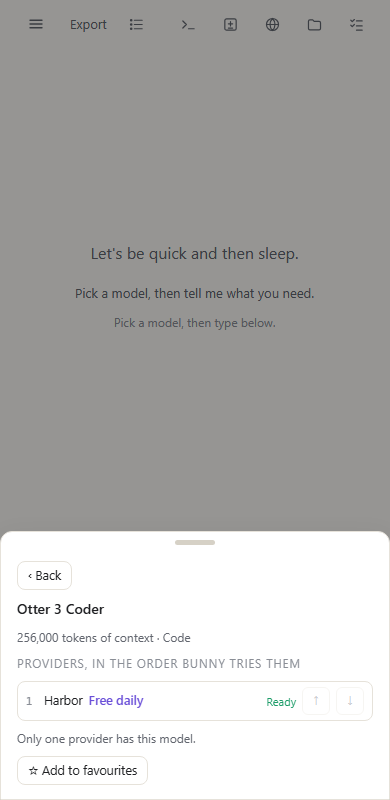 Export
Let's be quick and then sleep.
Pick a model, then tell me what you need.
Pick a model, then type below.
‹ Back
Otter 3 Coder
256,000 tokens of context · Code
PROVIDERS, IN THE ORDER BUNNY TRIES THEM
1 Harbor Free daily Ready ↑ ↓
Only one provider has this model.
☆ Add to favourites